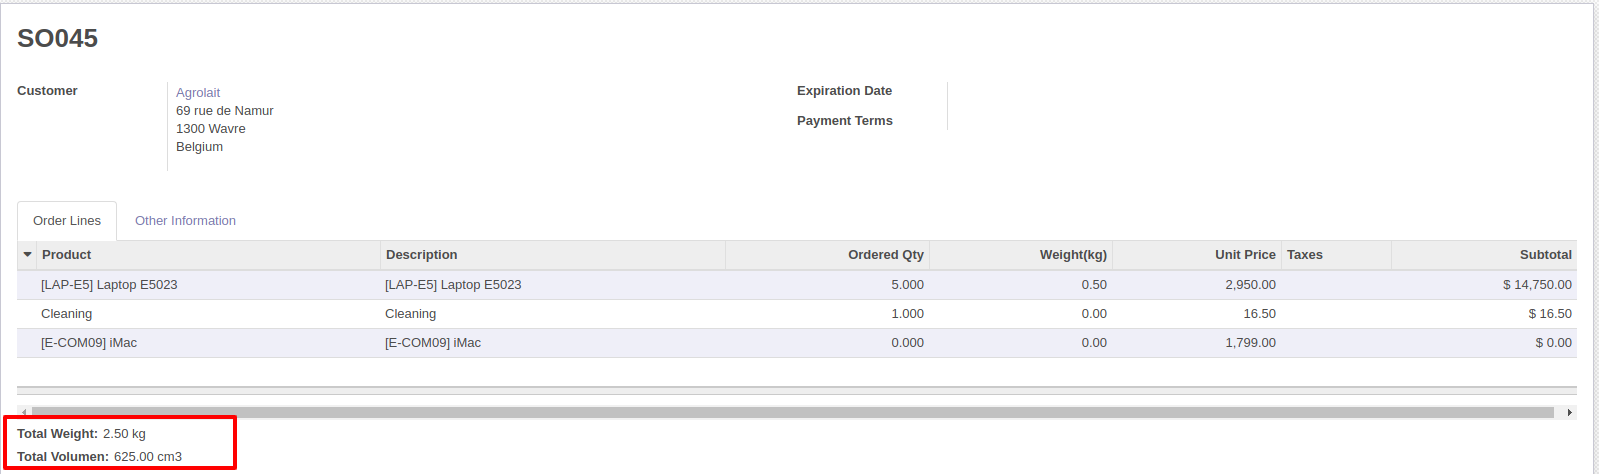 SO045
Customer
Agrolait
69 rue de Namur
1300 Wavre
Belgium
Expiration Date
Payment Terms
Order Lines Other Information
Product Description Ordered Qty Weight(kg) Unit Price Taxes Subtotal
[LAP-E5] Laptop E5023 [LAP-E5] Laptop E5023 5.000 0.50 2,950.00 $ 14,750.00
Cleaning Cleaning 1.000 0.00 16.50 $ 16.50
[E-COM09] iMac [E-COM09] iMac 0.000 0.00 1,799.00 $ 0.00
Total Weight: 2.50 kg
Total Volumen: 625.00 cm3